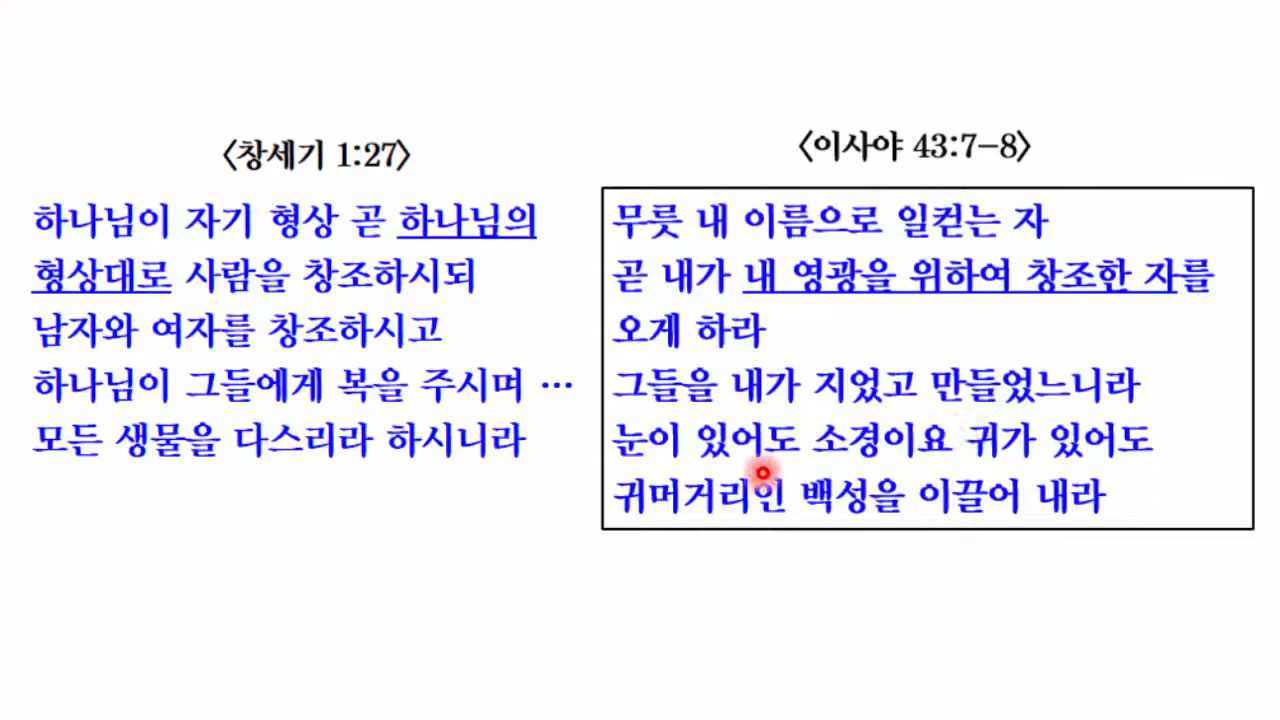 〈창세기 1:27〉
하나님이 자기 형상 곧 하나님의
형상대로 사람을 창조하시되
남자와 여자를 창조하시고
하나님이 그들에게 복을 주시며 …
모든 생물을 다스리라 하시니라
〈이사야 43:7-8〉
무릇 내 이름으로 일컫는 자
곧 내가 내 영광을 위하여 창조한 자를
오게 하라
그들을 내가 지었고 만들었느니라
눈이 있어도 소경이요 귀가 있어도
귀머거리인 백성을 이끌어 내라